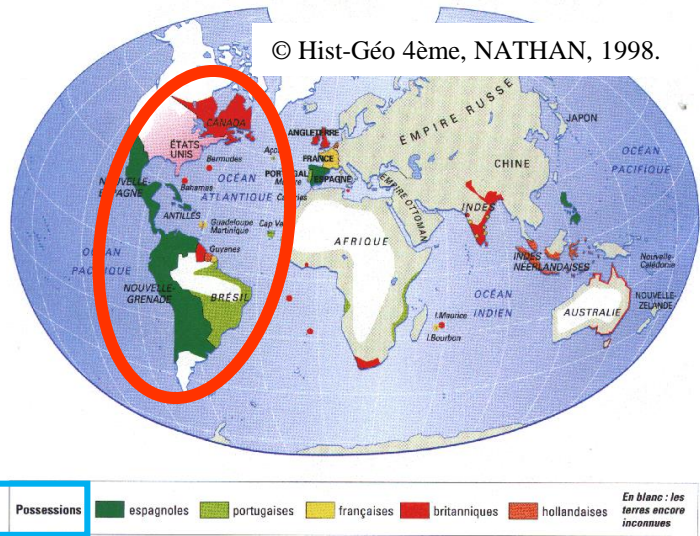 © Hist-Géo 4ème, NATHAN, 1998.
CANADA
ÉTATS
UNIS
Bermudes
NOUVELLE-
ESPAGNE
Bahamas
OCÉAN
ATLANTIQUE
ANTILLES
Guadeloupe
Martinique
Cap Ve
Guyanes
OCÉAN
PACIFIQUE
NOUVELLE-
GRENADE
BRÉSIL
ANGLETERRE
FRANCE
PORTUGAL
ESPAGNE
EMPIRE RUSSE
EMPIRE OTTOMAN
CHINE
JAPON
OCÉAN
PACIFIQUE
INDES
AFRIQUE
INDES
NÉERLANDAISES
Nouvelle-
Calédonie
OCÉAN
INDIEN
I.Maurice
I.Bourbon
AUSTRALIE
NOUVELLE-
ZELANDE
Possessions
espagnoles
portugaises
françaises
britanniques
hollandaises
En blanc : les
terres encore
inconnues